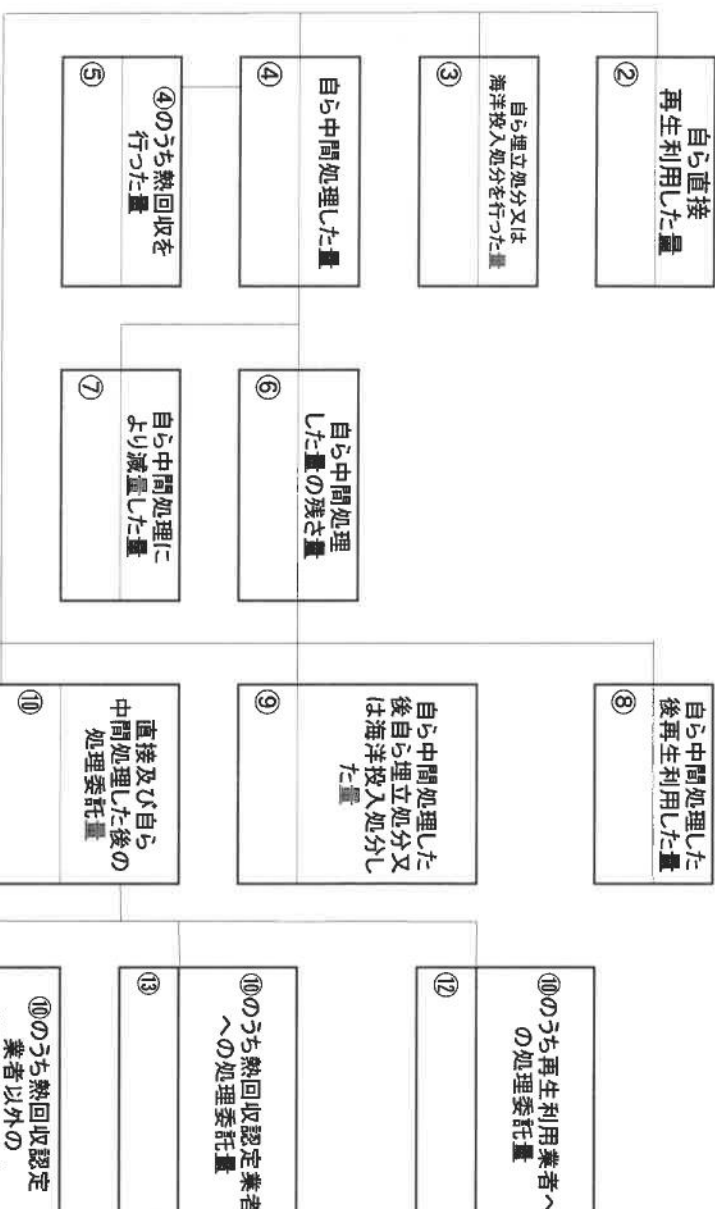 自ら直接
再生利用した量
②
自ら埋立処分又は
海洋投入処分を行った量
③
自ら中間処理した量
④
④のうち熱回収を
行った量
⑤
自ら中間処理
した量の残さ量
⑥
自ら中間処理に
より減量した量
⑦
自ら中間処理した
後再生利用した量
⑧
自ら中間処理した
後自ら埋立処分又
は海洋投入処分し
た量
⑨
直接及び自ら
中間処理した後の
処理委託量
⑩
⑩のうち再生利用業者へ
の処理委託量
⑫
⑩のうち熱回収認定業者
への処理委託量
⑬
⑩のうち熱回収認定
業者以外の